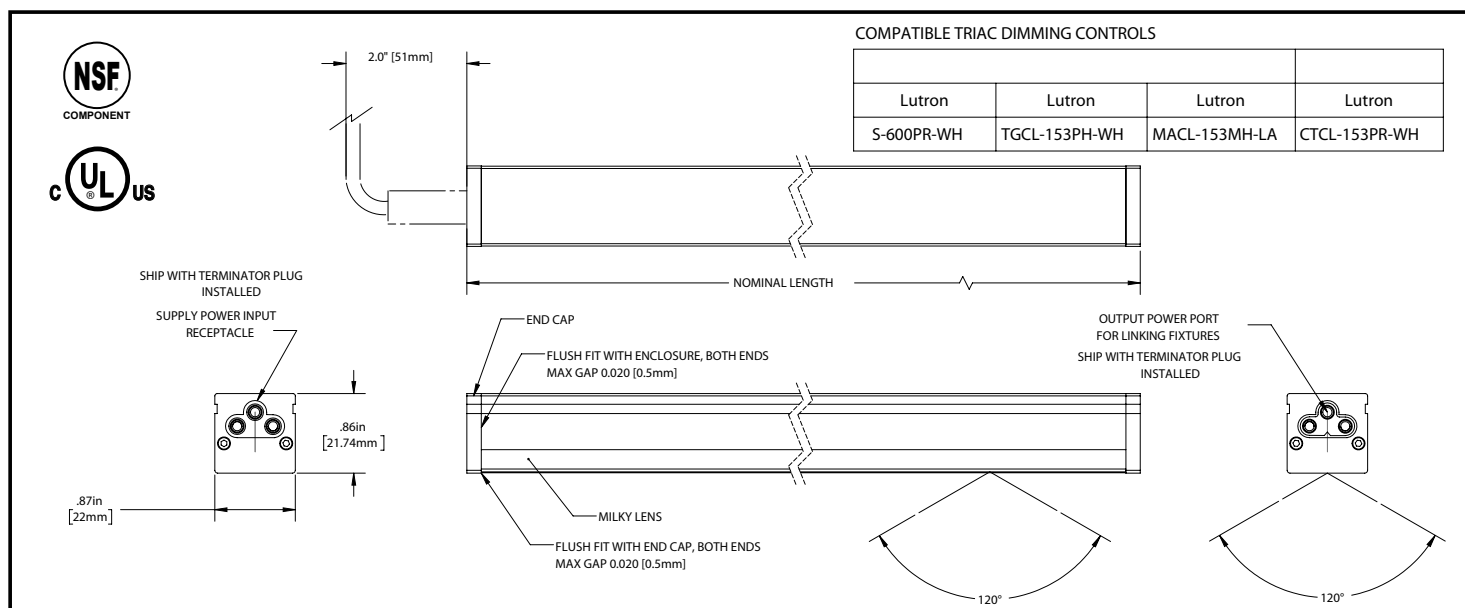 COMPATIBLE TRIAC DIMMING CONTROLS
Lutron Lutron Lutron Lutron
S-600PR-WH TGCL-153PH-WH MACL-153MH-LA CTCL-153PR-WH
NSF.
COMPONENT
C UL ® US
2.0" [51mm]
NOMINAL LENGTH
SHIP WITH TERMINATOR PLUG
INSTALLED
SUPPLY POWER INPUT
RECEPTACLE
END CAP
FLUSH FIT WITH ENCLOSURE, BOTH ENDS
MAX GAP 0.020 [0.5mm]
OUTPUT POWER PORT
FOR LINKING FIXTURES
SHIP WITH TERMINATOR PLUG
INSTALLED
.86in
[21.74mm]
.87in
[22mm]
MILKY LENS
FLUSH FIT WITH END CAP, BOTH ENDS
MAX GAP 0.020 [0.5mm]
120°
120°